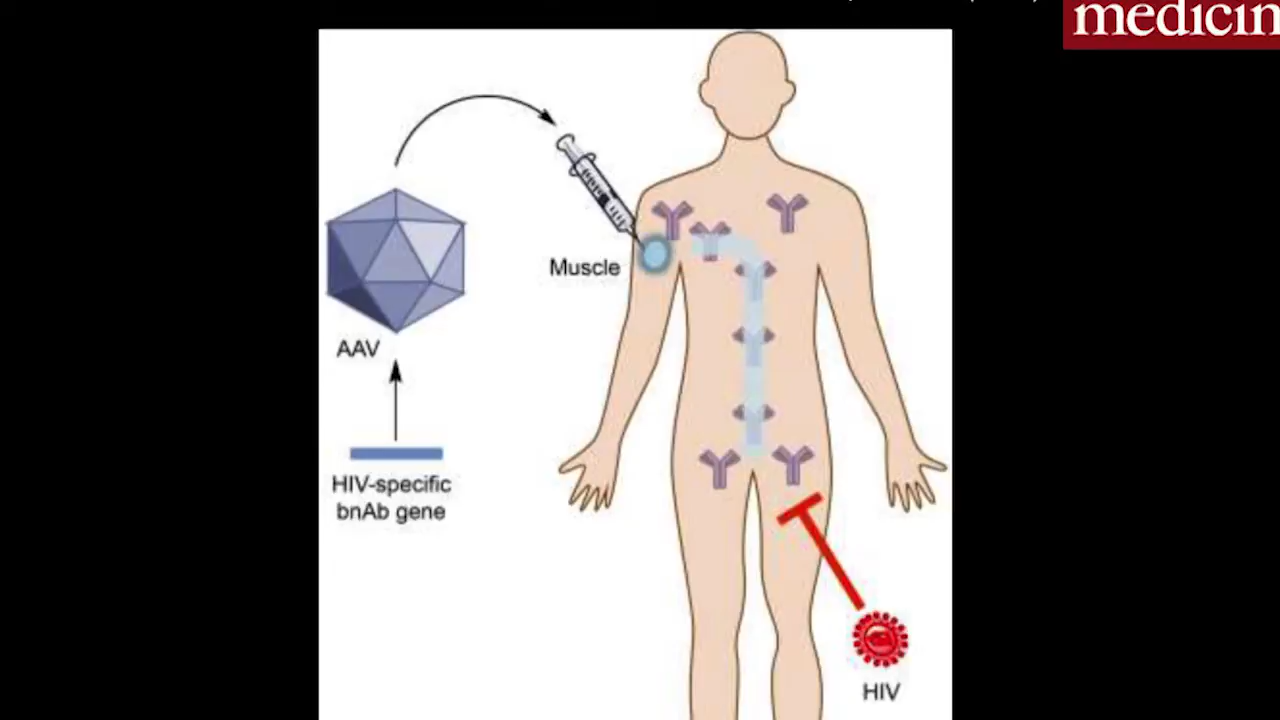 medicin
Muscle
AAV
HIV-specific
bnAb gene
HIV